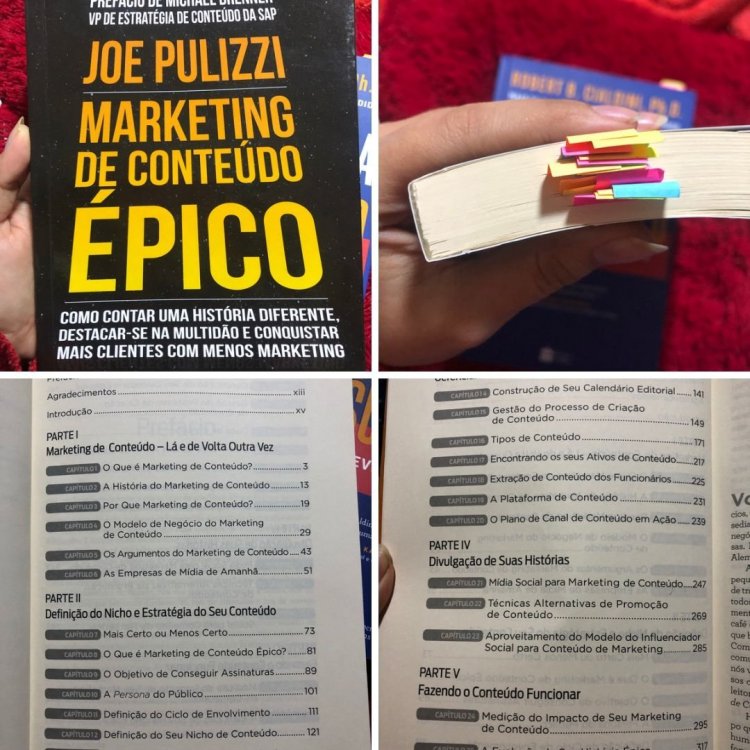 PREFÁCIO DE MICHAEL BRENNER
VP DE ESTRATÉGIA DE CONTEÚDO DA SAP
JOE PULIZZI
MARKETING
DE CONTEÚDO
ÉPICO
COMO CONTAR UMA HISTÓRIA DIFERENTE,
DESTACAR-SE NA MULTIDÃO E CONQUISTAR
MAIS CLIENTES COM MENOS MARKETING
ROBERT B. CIALDINI, PH.D.
Agradecimentos xiii
Introdução xv
PARTE I
Marketing de Conteúdo – Lá e de Volta Outra Vez
CAPÍTULO 1 O Que é Marketing de Conteúdo? 3
CAPÍTULO 2 A História do Marketing de Conteúdo 13
CAPÍTULO 3 Por Que Marketing de Conteúdo? 19
CAPÍTULO 4 O Modelo de Negócio do Marketing
de Conteúdo 29
CAPÍTULO 5 Os Argumentos do Marketing de Conteúdo 43
CAPÍTULO 6 As Empresas de Mídia de Amanhã 51
PARTE II
Definição do Nicho e Estratégia do Seu Conteúdo
CAPÍTULO 7 Mais Certo ou Menos Certo 73
CAPÍTULO 8 O Que é Marketing de Conteúdo Épico? 81
CAPÍTULO 9 O Objetivo de Conseguir Assinaturas 89
CAPÍTULO 10 A Persona do Público 101
CAPÍTULO 11 Definição do Ciclo de Envolvimento 111
CAPÍTULO 12 Definição do Seu Nicho de Conteúdo 121
CAPÍTULO 14 Construção de Seu Calendário Editorial 141
CAPÍTULO 15 Gestão do Processo de Criação
de Conteúdo 149
CAPÍTULO 16 Tipos de Conteúdo 171
CAPÍTULO 17 Encontrando os seus Ativos de Conteúdo 217
CAPÍTULO 18 Extração de Conteúdo dos Funcionários 225
CAPÍTULO 19 A Plataforma de Conteúdo 231
CAPÍTULO 20 O Plano de Canal de Conteúdo em Ação 239
PARTE IV
Divulgação de Suas Histórias
CAPÍTULO 21 Mídia Social para Marketing de Conteúdo 247
CAPÍTULO 22 Técnicas Alternativas de Promoção
de Conteúdo 269
CAPÍTULO 23 Aproveitamento do Modelo do Influenciador
Social para Conteúdo de Marketing 285
PARTE V
Fazendo o Conteúdo Funcionar
CAPÍTULO 24 Medição do Impacto de Seu Marketing
de Conteúdo 295
317